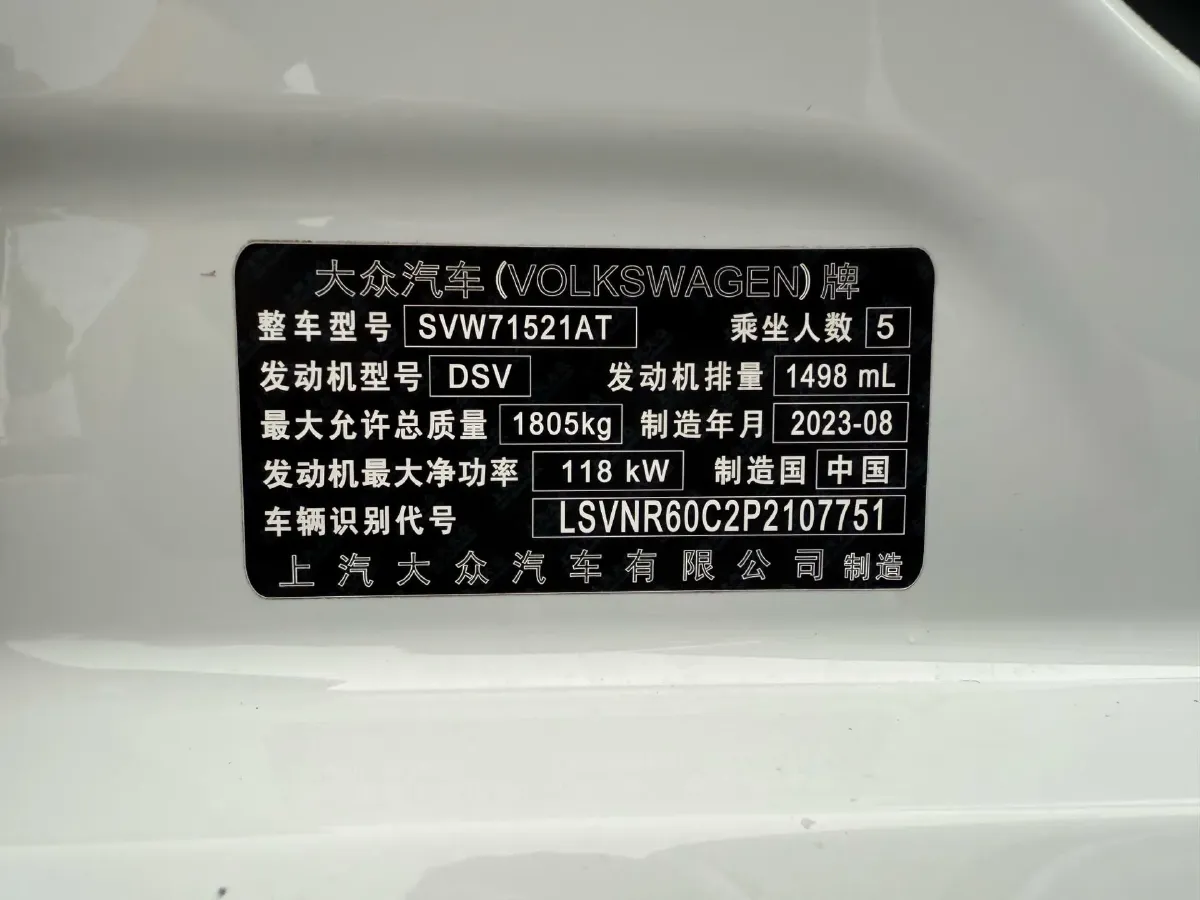 大众汽车(VOLKSWAGEN)牌
整车型号 SVW71521AT 乘坐人数 5
发动机型号 DSV 发动机排量 1498 mL
最大允许总质量 1805kg 制造年月 2023-08
发动机最大净功率 118 kW 制造国 中国
车辆识别代号 LSVNR60C2P2107751
上汽大众汽车有限公司 制造